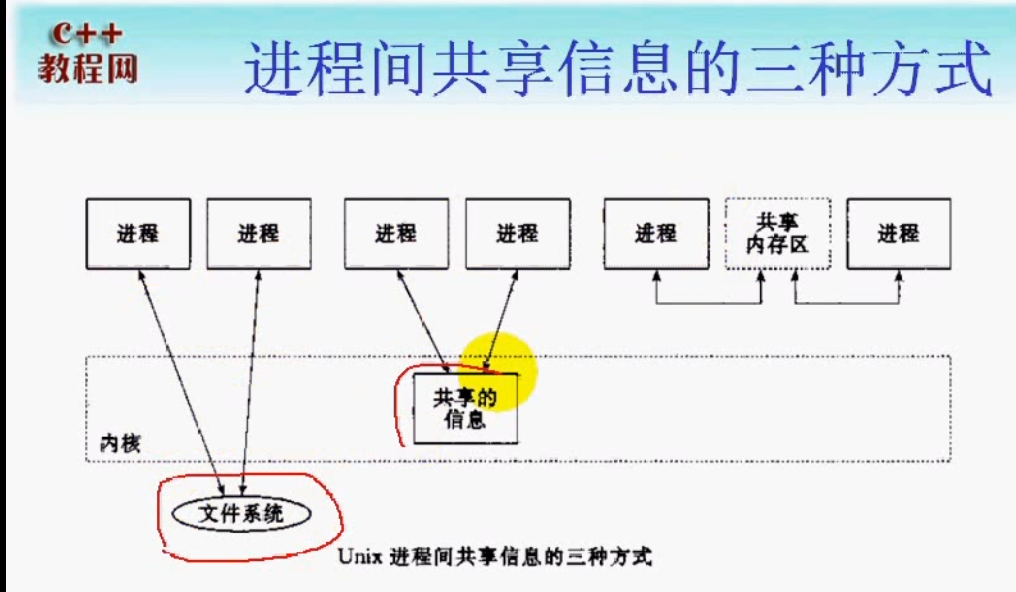 C++
教程网
进程间共享信息的三种方式
进程
进程
进程
进程
进程
共享
内存区
进程
共享的
信息
内核
文件系统
Unix 进程间共享信息的三种方式